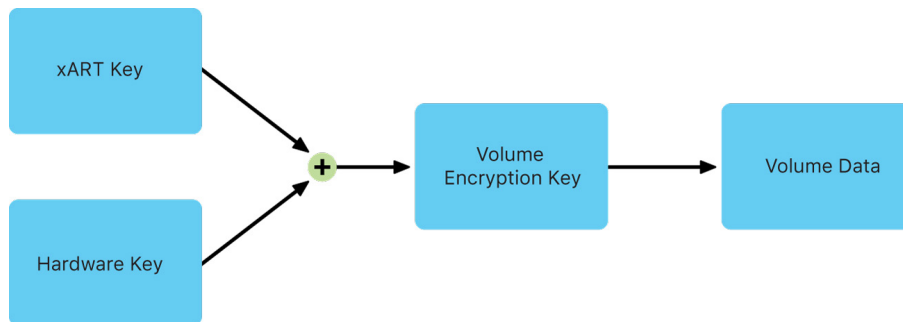 xART Key
Hardware Key
+
Volume
Encryption Key
Volume Data